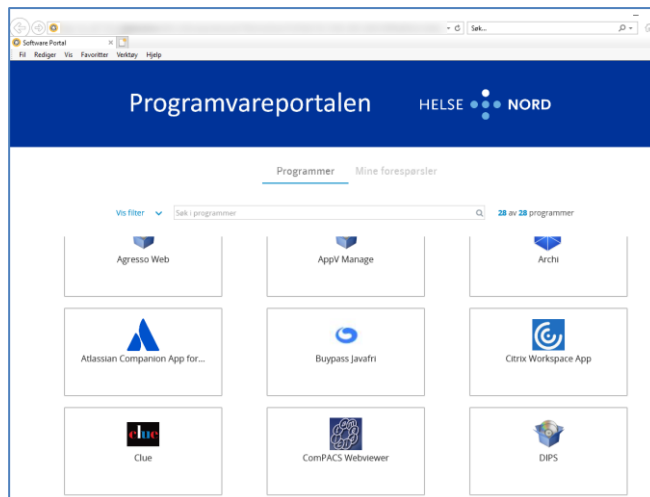 Søk...
Software Portal
Fil Rediger Vis Favoritter Verktøy Hjelp
Programvareportalen
HELSE NORD
Programmer Mine forespørsler
Vis filter Søk i programmer 28 av 28 programmer
Agresso Web AppV Manage Archi
Atlassian Companion App for... Buypass Javafri Citrix Workspace App
clue
Clue ComPACS Webviewer DIPS